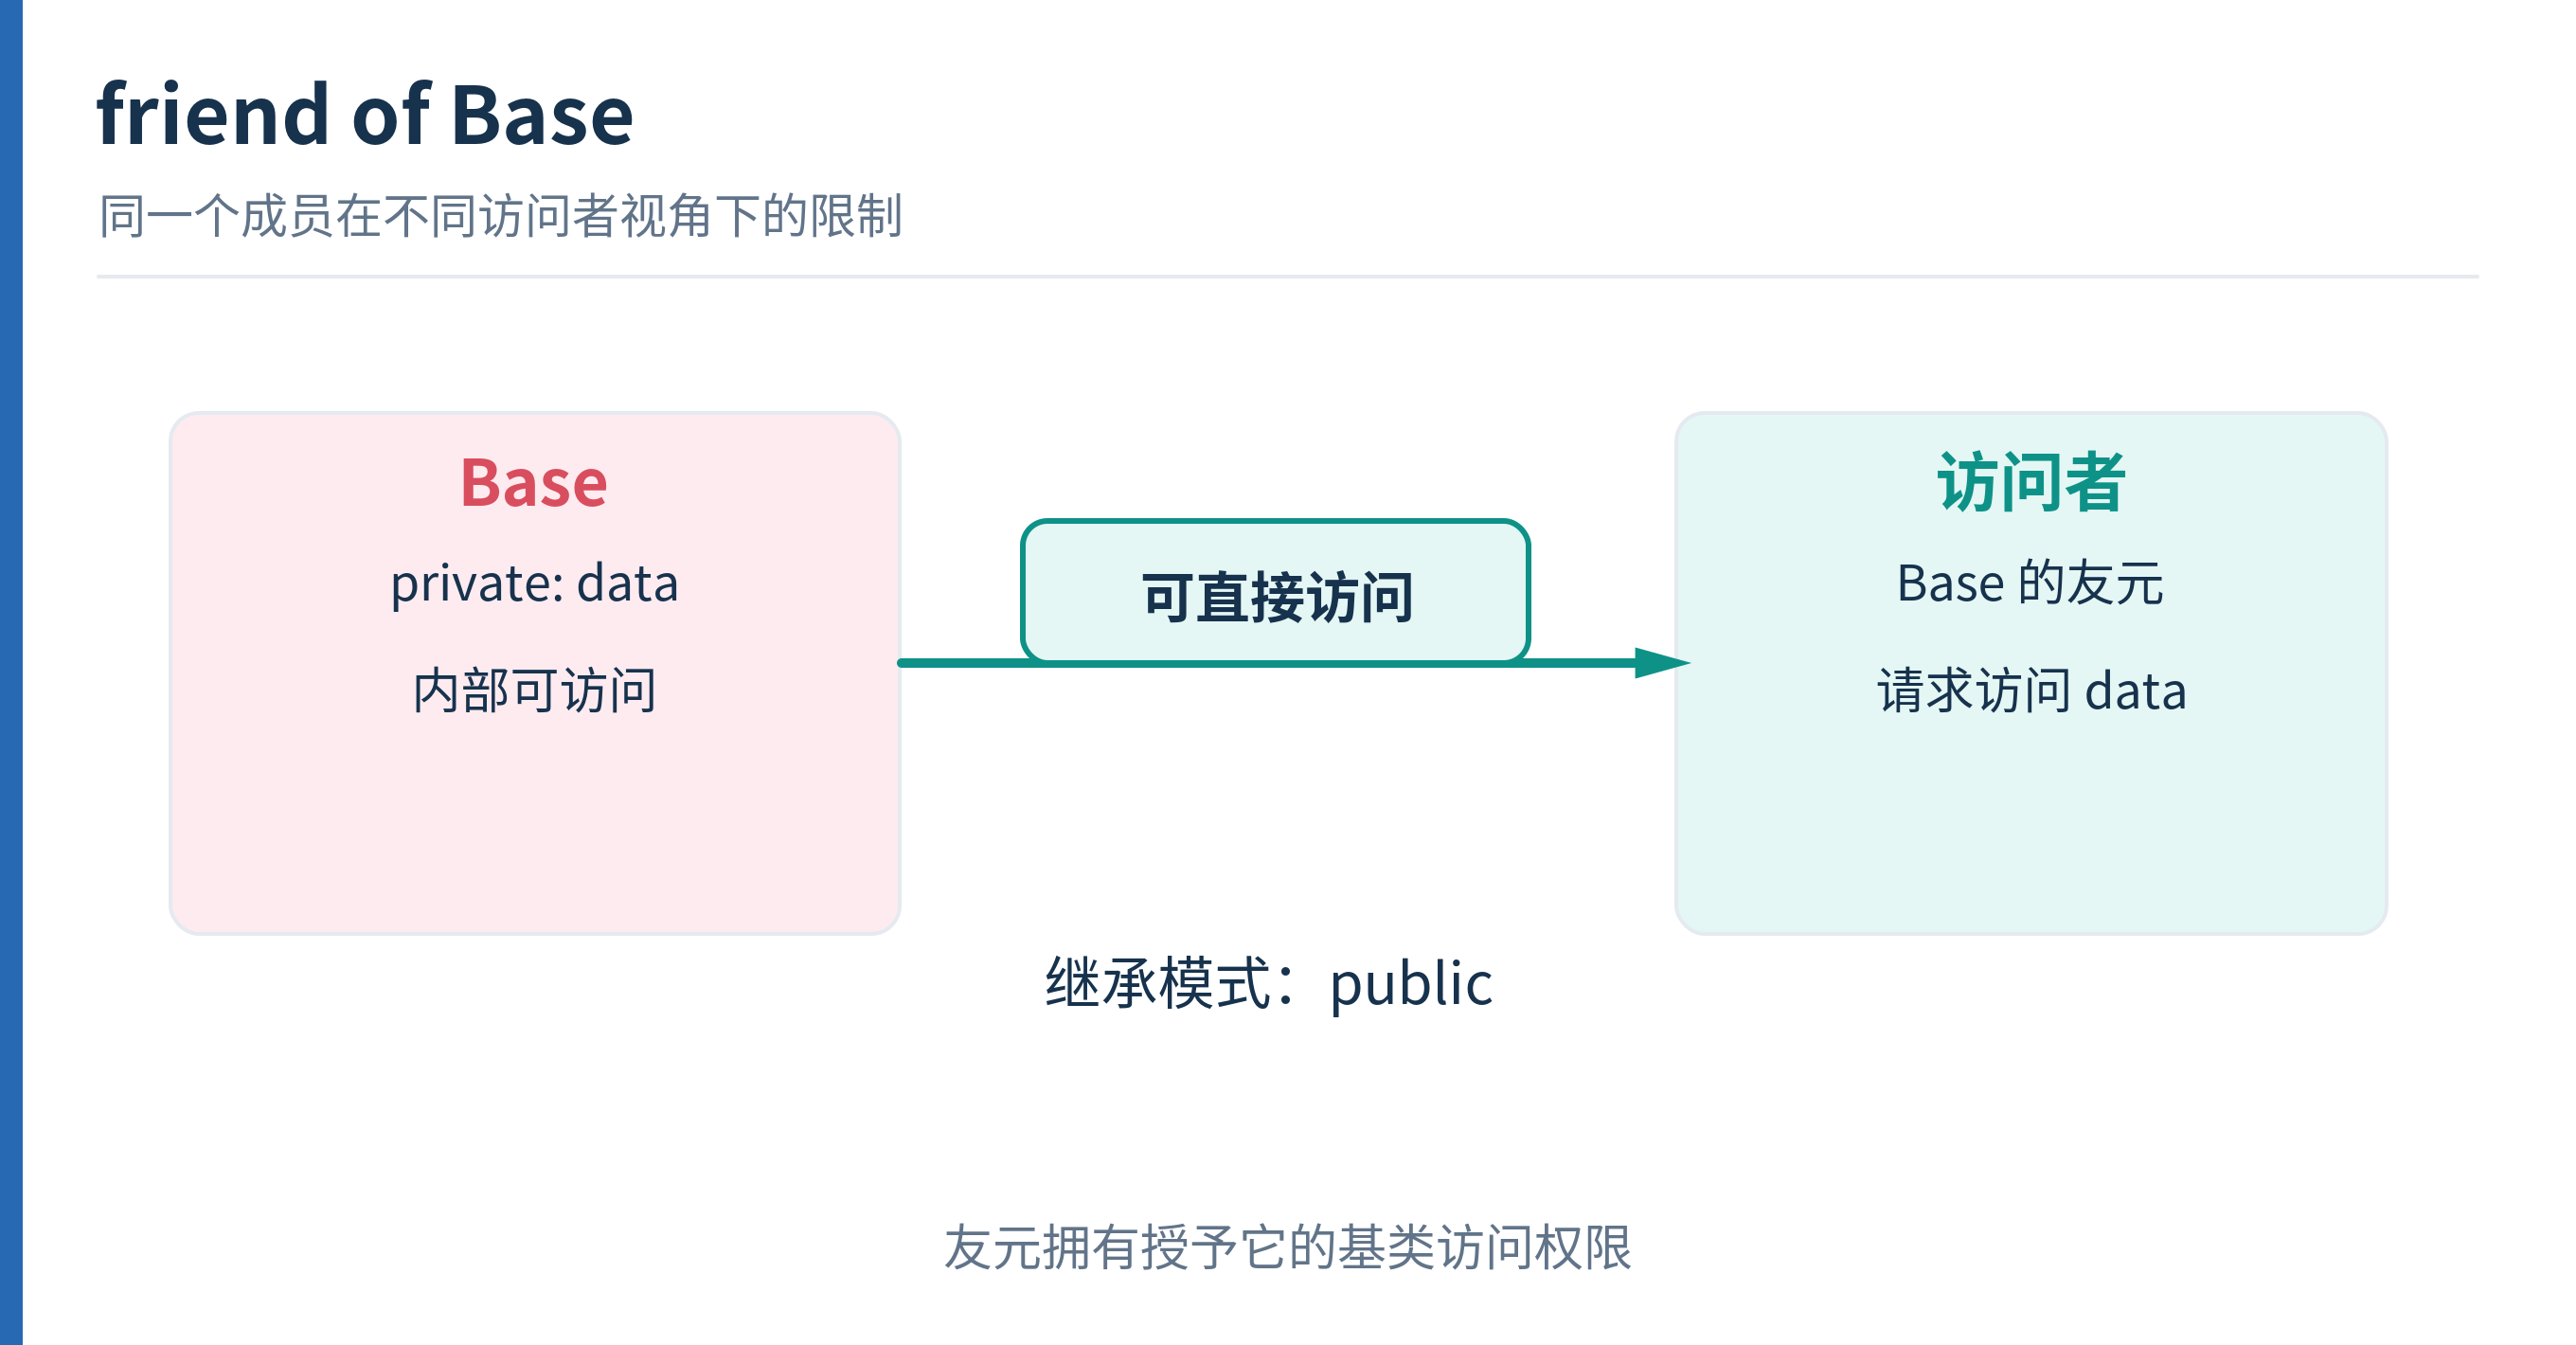 friend of Base
同一个成员在不同访问者视角下的限制
Base
private: data
内部可访问
可直接访问
访问者
Base 的友元
请求访问 data
继承模式：public
友元拥有授予它的基类访问权限